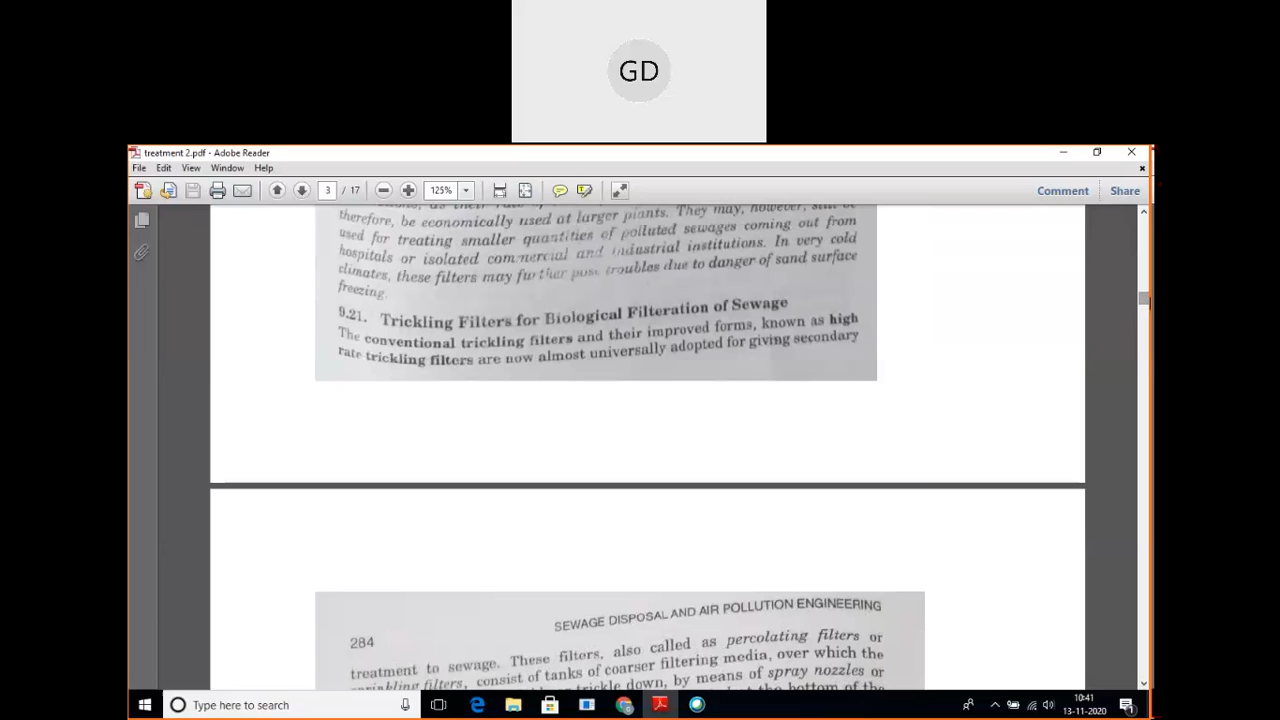 GD
treatment 2.pdf - Adobe Reader
File Edit View Window Help
3 / 17 125% Comment Share
therefore, be economically used at larger plants. They may, however, still be
used for treating smaller quantities of polluted sewages coming out from
hospitals or isolated commercial and industrial institutions. In very cold
climates, these filters may further pose troubles due to danger of sand surface
freezing.
9.21. Trickling Filters for Biological Filteration of Sewage
The conventional trickling filters and their improved forms, known as high
rate trickling filters are now almost universally adopted for giving secondary
SEWAGE DISPOSAL AND AIR POLLUTION ENGINEERING
284
treatment to sewage. These filters, also called as percolating filters or
sprinkling filters, consist of tanks of coarser filtering media, over which the
trickle down, by means of spray nozzles or
the bottom of the
Type here to search
10:41
13-11-2020